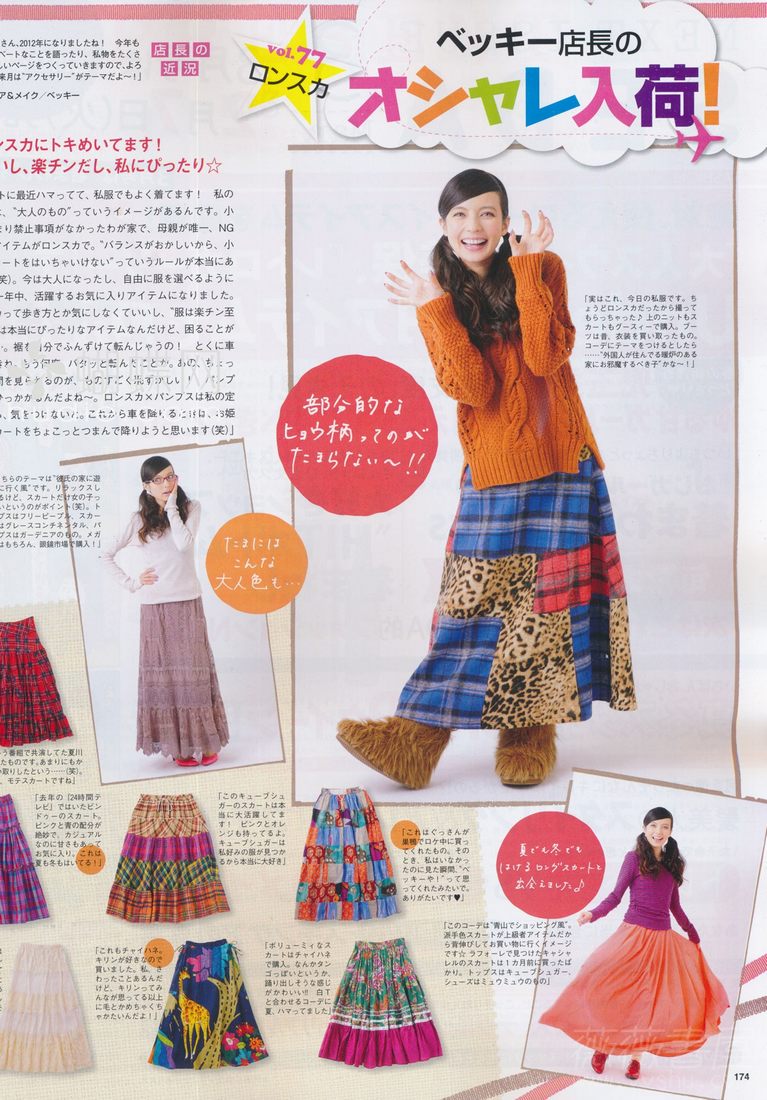 ベッキー店長の
オシャレ入荷!
vol.77
ロンスカ
店長の
近況
さん、2012年になりましたね! 今年も
ベートなことを語ったり、私物をたくさ
しいページをつくっていきますので、よろ
来月は"アクセサリー"がテーマだよ〜!
ア&メイク/ベッキー
ンスカにトキめいてます!
いし、楽チンだし、私にぴったり☆
トに最近ハマってて、私服でもよく着てます! 私の
は、"大人のもの"っていうイメージがあるんです。小
まり禁止事項がなかったわが家で、母親が唯一、NG
アイテムがロンスカで。"バランスがおかしいから、小
ートをはいちゃいけない"っていうルールが本当にあ
笑)。今は大人になったし、自由に服を選べるように
一年中、活躍するお気に入りアイテムになりました。
って歩き方とか気にしなくていいし、"服は楽チン至
は本当にぴったりなアイテムなんだけど、困ることが
…。裾を自分でふんずけて転んじゃうの! とくに車
ひっかかんだよね〜。ロンスカ×パンプスは私の定
カートをちょこっとつまんで降りようと思います(笑)」
「実はこれ、今日の私服です。ち
ょうどロンスカだったから撮って
もらっちゃった♪ 上のニットもス
カートもグースィーで購入。ブーツ
は昔、衣装を買い取ったもの。
コーデにテーマをつけるとしたら
……"外国人が住んでる暖炉のある
家にお邪魔するべき子"かな〜!」
部分的な
ヒョウ柄ってのが
たまらない〜!!
ちらのテーマは"彼氏の家に遊
に行く風"です。リラックスし
るけど、スカートだけ女の子っ
いというのがポイント(笑)。ト
プスはフリーピープル、スカー
はグレースコンチネンタル、パ
プスはガーデニアのもの。メガ
はもちろん、眼鏡市場で購入!」
たまには
こんな
大人色も…
う番組で共演してた夏川
ったものです。あまりにもか
い取りしたという……(笑)。
、モテスカートですね」
「去年の『24時間テ
レビ』ではいたピン
ドゥーのスカート。
ピンクと青の配分が
絶妙で、カジュアル
なのに甘さもあって
お気に入り。これは
夏も冬もはいてる!」
「このキューブシュ
ガーのスカートは本
当に大活躍してま
す! ピンクとオ
レンジも持ってるよ。
キューブシュガーは
私好みの服が見つか
るから本当に大好き」
「これはぐっさんが
巣鴨でロケ中に買っ
てくれたもの。その
とき、私はいなかっ
たのに見た瞬間、"ベ
ッキーや!"って思
ってくれたみたいで。
ありがたいです♥」
夏でも冬でも
はけるロングスカートと
出会えました♪
「このコーデは"青山でショッピング風"。
派手色スカートが上級者アイテムだか
ら背伸びしてお買い物に行くイメージ
です☆ ラフォーレで見つけたキャシャ
レルのスカートは1カ月前に買ったば
かり。トップスはキューブシュガー、
シューズはミュウミュウのもの」
「これもチャイハネ。
キリンが好きなので
買いました。私、さ
わったことあるんだ
けど、キリンってみ
んなが思ってる以上
に毛とかめちゃくち
ゃかたいんだよ!」
「ボリューミィなス
カートはチャイハネ
で購入。なんかタン
ゴっぽいというか、
踊り出しそうな感じ
がかわいい!! 白T
と合わせるコーデに
夏、ハマってました」
174